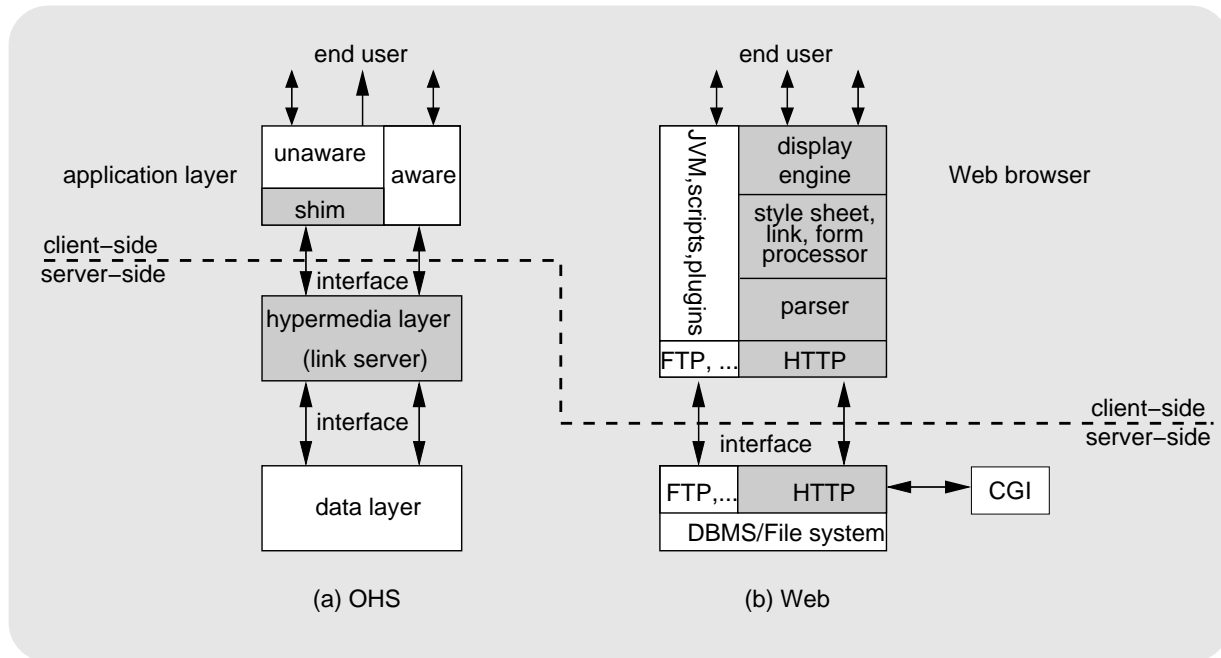 end user
unaware
aware
shim
application layer
client–side
server–side
interface
hypermedia layer
(link server)
interface
data layer
(a) OHS
end user
JVM,scripts,plugins
display
engine
style sheet,
link, form
processor
parser
FTP, ...
HTTP
Web browser
client–side
server–side
interface
FTP,...
HTTP
CGI
DBMS/File system
(b) Web